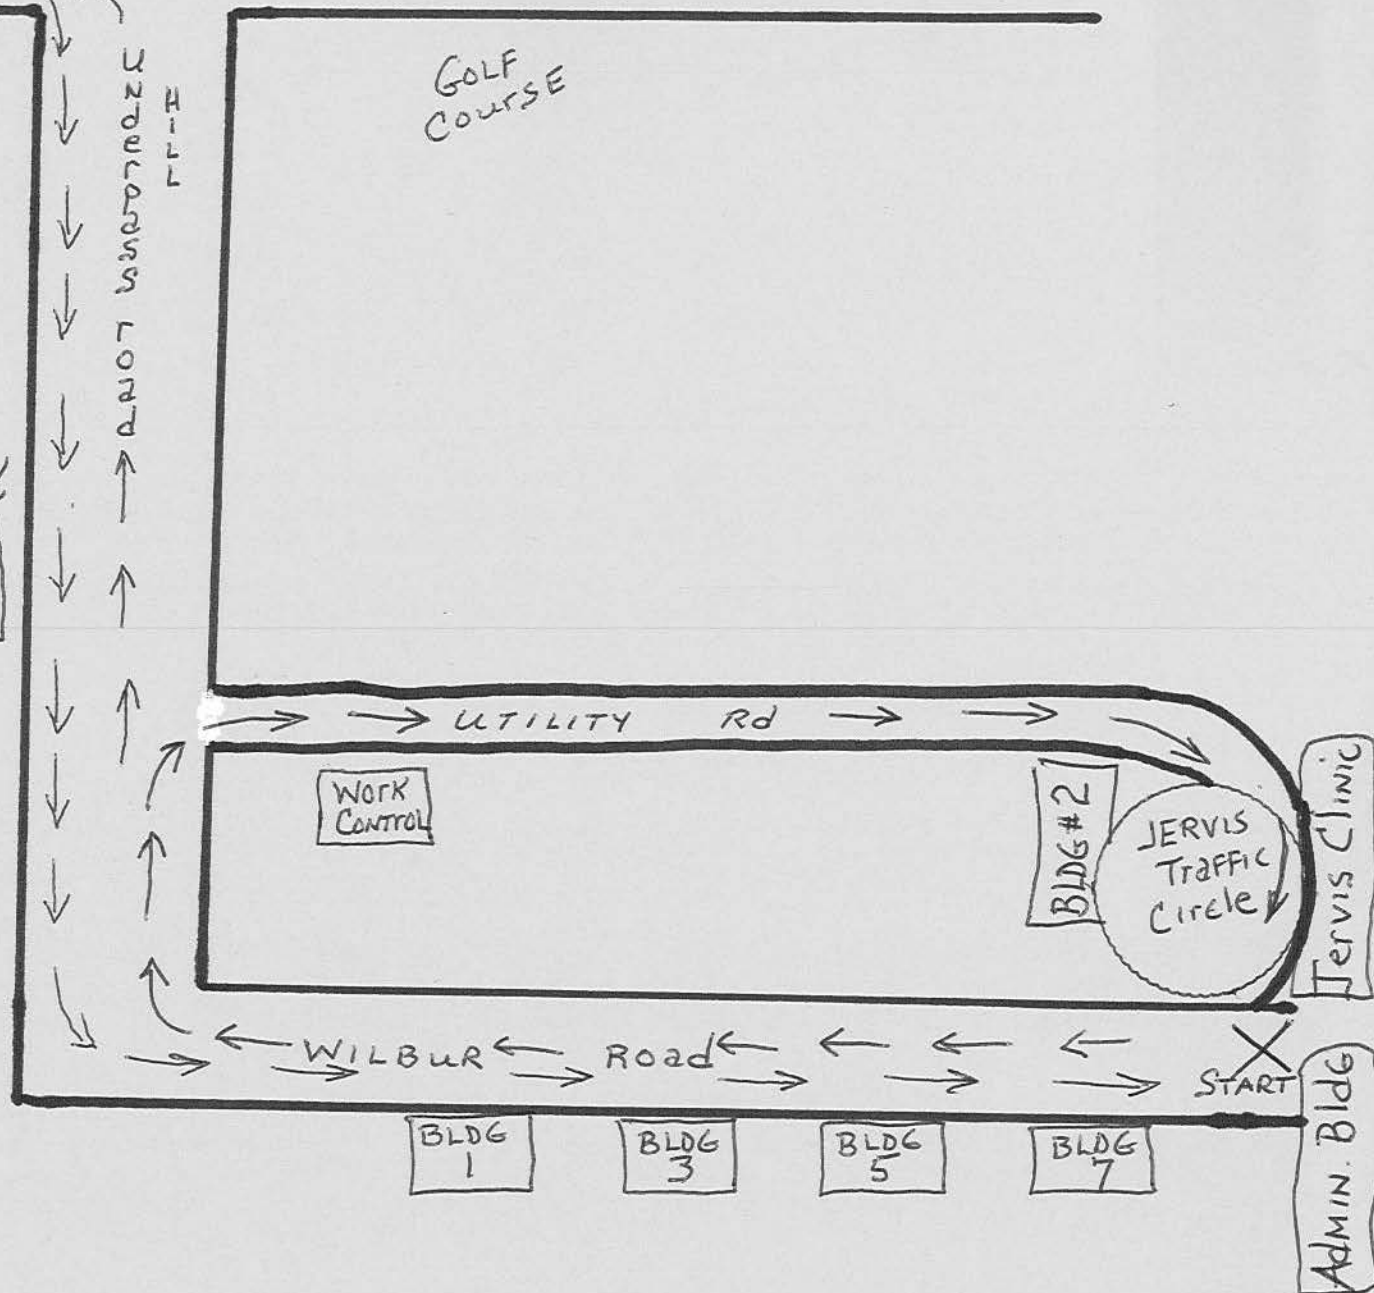 Underpass road
HILL
GOLF
Course
UTILITY Rd
WORK
CONTROL
BLDG #2
JERVIS
Traffic
Circle
Jervis Clinic
WILBUR Road
START
BLDG
1
BLDG
3
BLDG
5
BLDG
7
Admin. Bldg